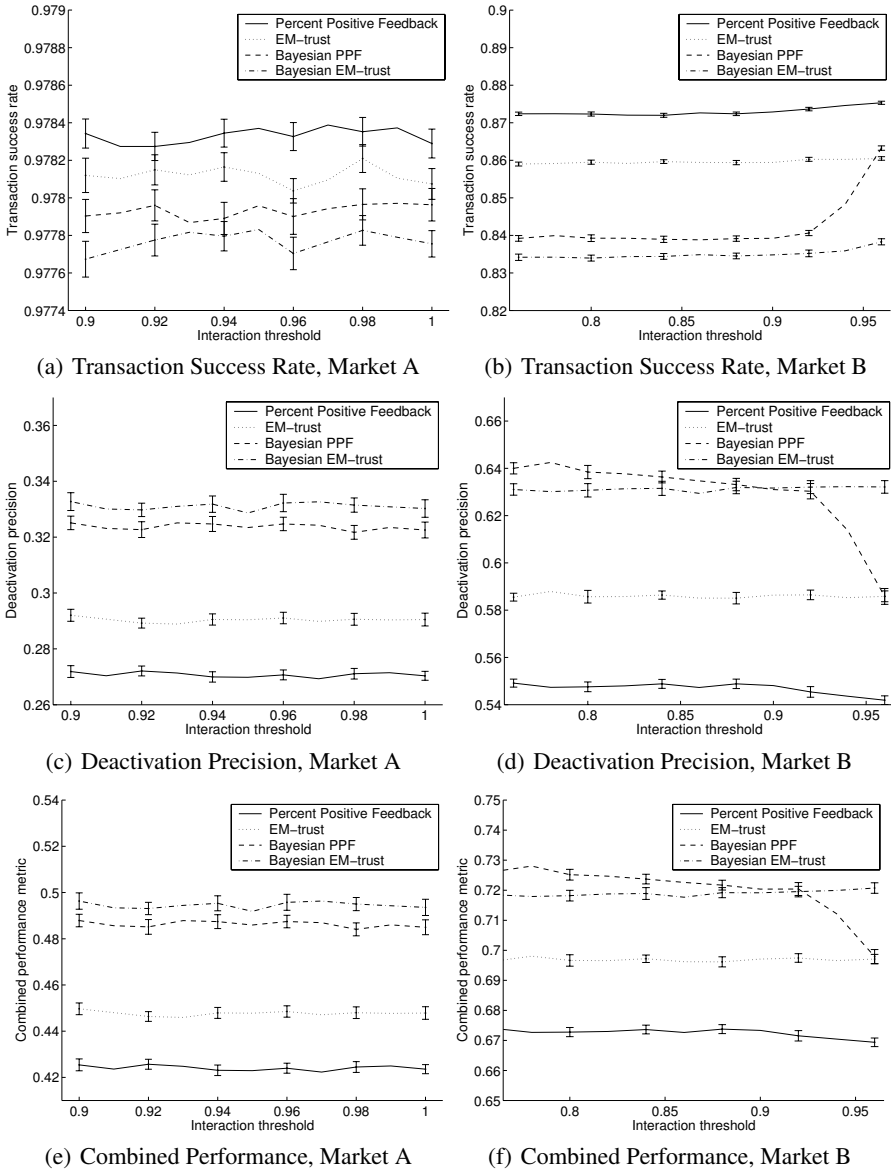 0.979
0.9786
0.9784
0.9782
0.978
0.9778
0.9776
0.9774
Transaction success rate
Percent Positive Feedback
EM-trust
Bayesian PPF
Bayesian EM-trust
0.9 0.92 0.94 0.96 0.98 1
Interaction threshold
(a) Transaction Success Rate, Market A
0.9
0.89
0.87
0.86
0.84
0.83
0.82
Transaction success rate
Percent Positive Feedback
EM-trust
Bayesian PPF
Bayesian EM-trust
0.8 0.85 0.9 0.95
Interaction threshold
(b) Transaction Success Rate, Market B
0.36
0.34
0.32
0.3
0.28
0.26
Deactivation precision
Percent Positive Feedback
EM-trust
Bayesian PPF
Bayesian EM-trust
0.9 0.92 0.94 0.96 0.98 1
Interaction threshold
(c) Deactivation Precision, Market A
0.66
0.64
0.62
0.6
0.58
0.56
0.54
Deactivation precision
Percent Positive Feedback
EM-trust
Bayesian PPF
Bayesian EM-trust
0.8 0.85 0.9 0.95
Interaction threshold
(d) Deactivation Precision, Market B
0.54
0.52
0.5
0.48
0.46
0.44
0.42
Combined performance metric
Percent Positive Feedback
EM-trust
Bayesian PPF
Bayesian EM-trust
0.9 0.92 0.94 0.96 0.98 1
Interaction threshold
(e) Combined Performance, Market A
0.75
0.74
0.73
0.72
0.71
0.7
0.69
0.68
0.67
0.66
0.65
Combined performance metric
Percent Positive Feedback
EM-trust
Bayesian PPF
Bayesian EM-trust
0.8 0.85 0.9 0.95
Interaction threshold
(f) Combined Performance, Market B